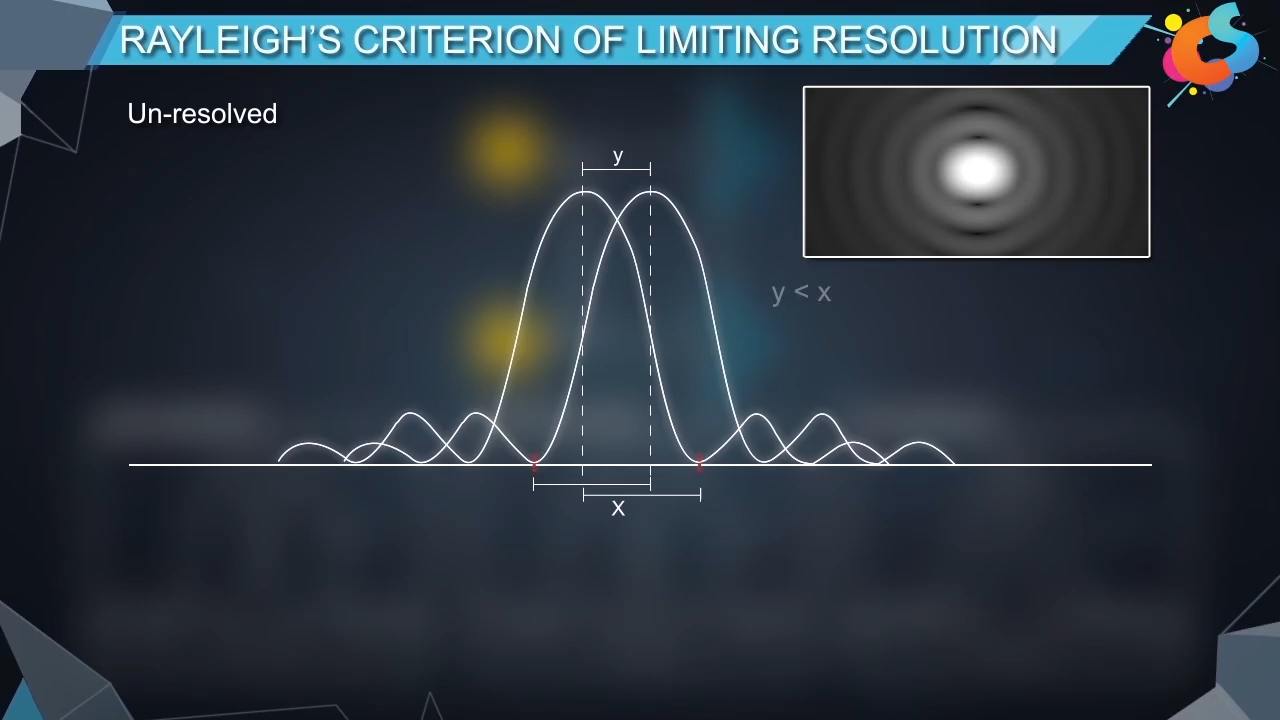 RAYLEIGH’S CRITERION OF LIMITING RESOLUTION
Un-resolved
y
y < x
X